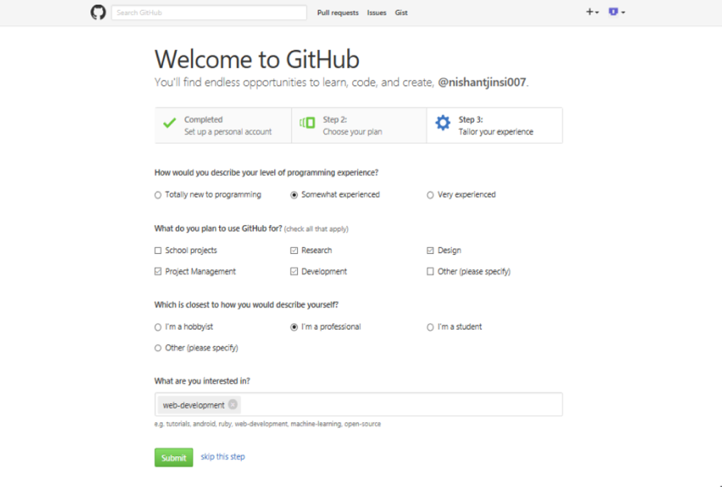 Search GitHub Pull requests Issues Gist
Welcome to GitHub
You'll find endless opportunities to learn, code, and create, @nishantjinsi007.
Completed
Set up a personal account
Step 2:
Choose your plan
Step 3:
Tailor your experience
How would you describe your level of programming experience?
Totally new to programming Somewhat experienced Very experienced
What do you plan to use GitHub for? (check all that apply)
School projects Research Design
Project Management Development Other (please specify)
Which is closest to how you would describe yourself?
I'm a hobbyist I'm a professional I'm a student
Other (please specify)
What are you interested in?
web-development
e.g. tutorials, android, ruby, web-development, machine-learning, open-source
Submit skip this step